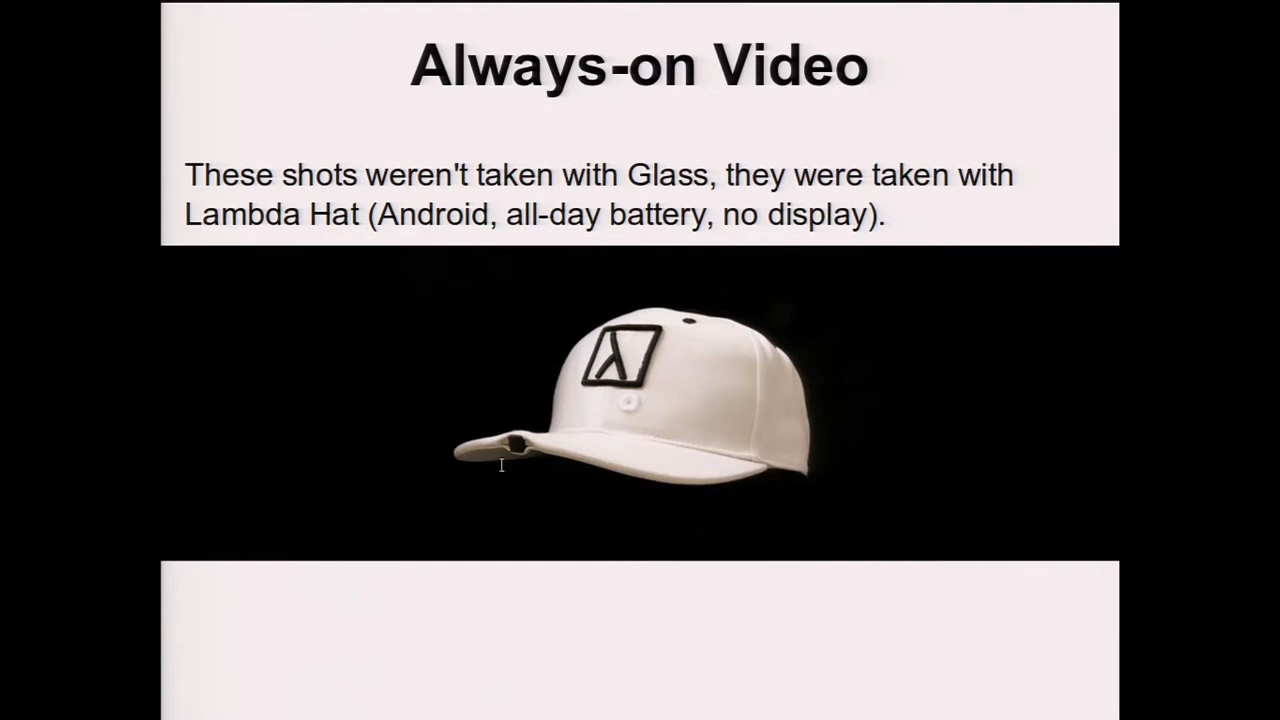 Always-on Video
These shots weren't taken with Glass, they were taken with
Lambda Hat (Android, all-day battery, no display).
λ